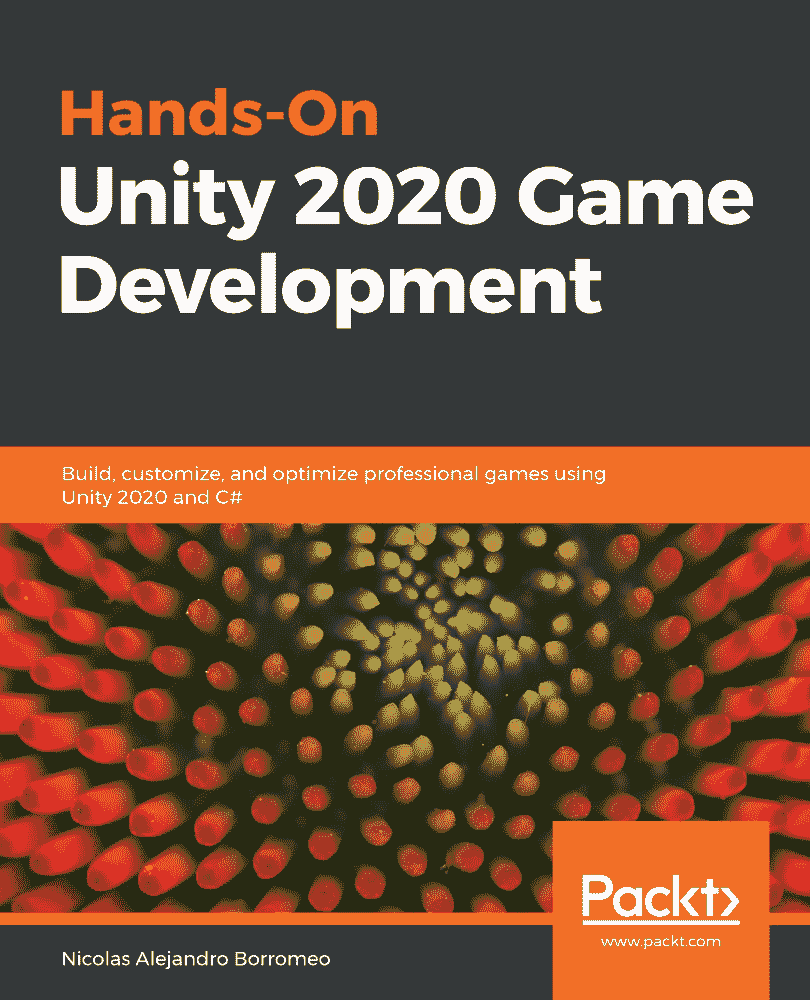 Hands-On
Unity 2020 Game
Development
Build, customize, and optimize professional games using
Unity 2020 and C#
Packt>
www.packt.com
Nicolas Alejandro Borromeo